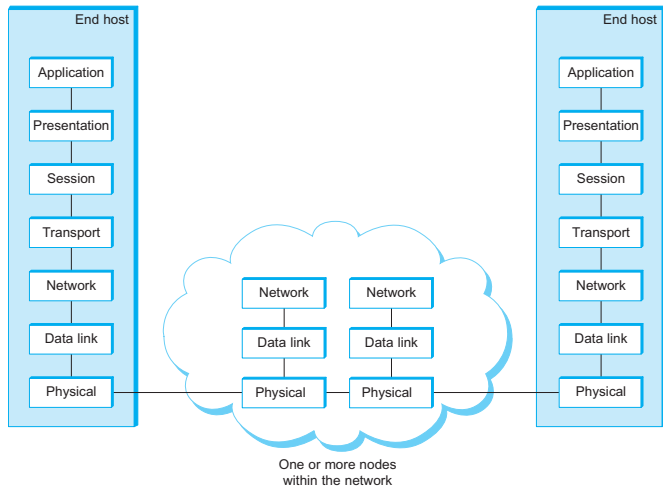 End host
Application
Presentation
Session
Transport
Network
Data link
Physical
Network
Data link
Physical
Network
Data link
Physical
One or more nodes
within the network
End host
Application
Presentation
Session
Transport
Network
Data link
Physical